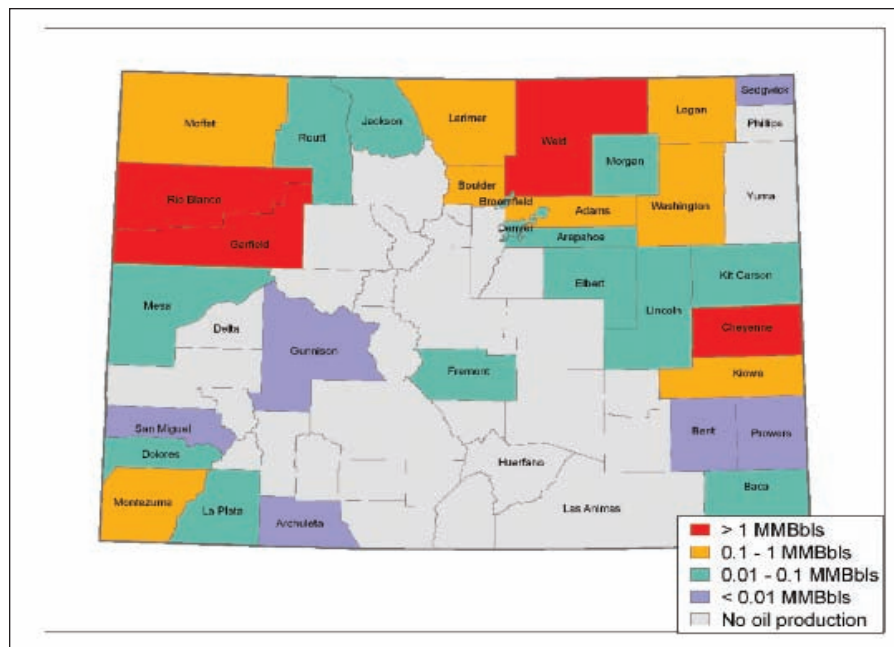 Sedgwick
Moffat
Routt
Jackson
Larimer
Weld
Logan
Phillips
Morgan
Yuma
Rio Blanco
Boulder
Broomfield
Adams
Washington
Denver
Arapahoe
Garfield
Elbert
Kit Carson
Mesa
Lincoln
Delta
Cheyenne
Gunnison
Fremont
Kiowa
San Miguel
Bent
Prowers
Dolores
Huerfano
Montezuma
La Plata
Archuleta
Las Animas
Baca
> 1 MMBbls
0.1 - 1 MMBbls
0.01 - 0.1 MMBbls
< 0.01 MMBbls
No oil production